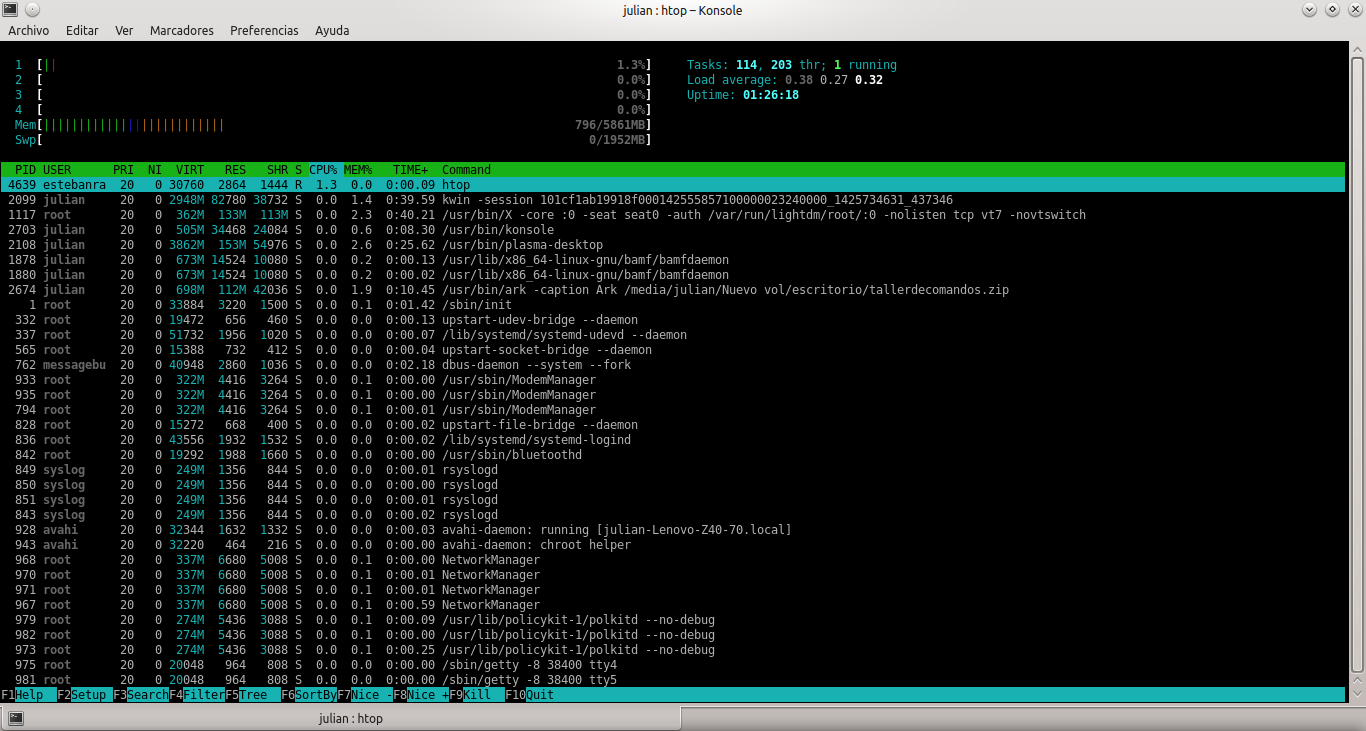 julian : htop – Konsole
Archivo Editar Ver Marcadores Preferencias Ayuda
1 [|| 1.3%] Tasks: 114, 203 thr; 1 running
2 [ 0.0%] Load average: 0.38 0.27 0.32
3 [ 0.0%] Uptime: 01:26:18
4 [ 0.0%]
Mem[||||||||||||||||||||||||||| 796/5861MB]
Swp[ 0/1952MB]
PID USER PRI NI VIRT RES SHR S CPU% MEM% TIME+ Command
4639 estebanra 20 0 30760 2864 1444 R 1.3 0.0 0:00.09 htop
2099 julian 20 0 2948M 82780 38732 S 0.0 1.4 0:39.59 kwin -session 101cf1ab19918f000142555857100000023240000_1425734631_437346
1117 root 20 0 362M 133M 113M S 0.0 2.3 0:40.21 /usr/bin/X -core :0 -seat seat0 -auth /var/run/lightdm/root/:0 -nolisten tcp vt7 -novtswitch
2703 julian 20 0 505M 34468 24084 S 0.0 0.6 0:08.30 /usr/bin/konsole
2108 julian 20 0 3862M 153M 54976 S 0.0 2.6 0:25.62 /usr/bin/plasma-desktop
1878 julian 20 0 673M 14524 10080 S 0.0 0.2 0:00.13 /usr/lib/x86_64-linux-gnu/bamf/bamfdaemon
1880 julian 20 0 673M 14524 10080 S 0.0 0.2 0:00.02 /usr/lib/x86_64-linux-gnu/bamf/bamfdaemon
2674 julian 20 0 698M 112M 42036 S 0.0 1.9 0:10.45 /usr/bin/ark -caption Ark /media/julian/Nuevo vol/escritorio/tallerdecomandos.zip
1 root 20 0 33884 3220 1500 S 0.0 0.1 0:01.42 /sbin/init
332 root 20 0 19472 656 460 S 0.0 0.0 0:00.13 upstart-udev-bridge --daemon
337 root 20 0 51732 1956 1020 S 0.0 0.0 0:00.07 /lib/systemd/systemd-udevd --daemon
565 root 20 0 15388 732 412 S 0.0 0.0 0:00.04 upstart-socket-bridge --daemon
762 messagebu 20 0 40948 2860 1036 S 0.0 0.0 0:02.18 dbus-daemon --system --fork
933 root 20 0 322M 4416 3264 S 0.0 0.1 0:00.00 /usr/sbin/ModemManager
935 root 20 0 322M 4416 3264 S 0.0 0.1 0:00.00 /usr/sbin/ModemManager
794 root 20 0 322M 4416 3264 S 0.0 0.1 0:00.01 /usr/sbin/ModemManager
828 root 20 0 15272 668 400 S 0.0 0.0 0:00.02 upstart-file-bridge --daemon
836 root 20 0 43556 1932 1532 S 0.0 0.0 0:00.02 /lib/systemd/systemd-logind
842 root 20 0 19292 1988 1660 S 0.0 0.0 0:00.00 /usr/sbin/bluetoothd
849 syslog 20 0 249M 1356 844 S 0.0 0.0 0:00.01 rsyslogd
850 syslog 20 0 249M 1356 844 S 0.0 0.0 0:00.00 rsyslogd
851 syslog 20 0 249M 1356 844 S 0.0 0.0 0:00.01 rsyslogd
843 syslog 20 0 249M 1356 844 S 0.0 0.0 0:00.02 rsyslogd
928 avahi 20 0 32344 1632 1332 S 0.0 0.0 0:00.03 avahi-daemon: running [julian-Lenovo-Z40-70.local]
943 avahi 20 0 32220 464 216 S 0.0 0.0 0:00.00 avahi-daemon: chroot helper
968 root 20 0 337M 6680 5008 S 0.0 0.1 0:00.00 NetworkManager
970 root 20 0 337M 6680 5008 S 0.0 0.1 0:00.01 NetworkManager
971 root 20 0 337M 6680 5008 S 0.0 0.1 0:00.01 NetworkManager
967 root 20 0 337M 6680 5008 S 0.0 0.1 0:00.59 NetworkManager
979 root 20 0 274M 5436 3088 S 0.0 0.1 0:00.09 /usr/lib/policykit-1/polkitd --no-debug
982 root 20 0 274M 5436 3088 S 0.0 0.1 0:00.00 /usr/lib/policykit-1/polkitd --no-debug
973 root 20 0 274M 5436 3088 S 0.0 0.1 0:00.25 /usr/lib/policykit-1/polkitd --no-debug
975 root 20 0 20048 964 808 S 0.0 0.0 0:00.00 /sbin/getty -8 38400 tty4
981 root 20 0 20048 964 808 S 0.0 0.0 0:00.00 /sbin/getty -8 38400 tty5
F1Help F2Setup F3SearchF4FilterF5Tree F6SortByF7Nice -F8Nice +F9Kill F10Quit
julian : htop